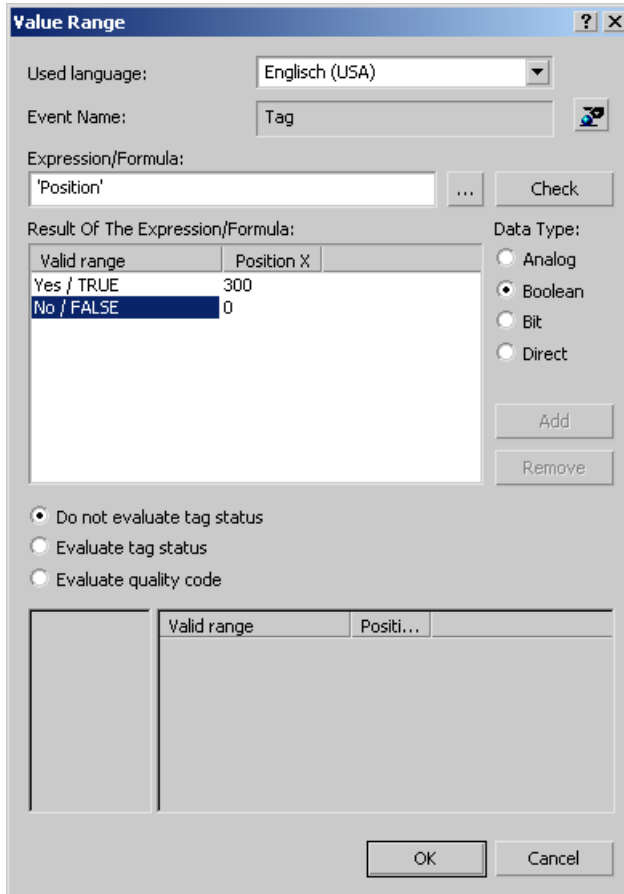 Value Range
Used language: Englisch (USA)
Event Name: Tag
Expression/Formula:
'Position' ... Check
Result Of The Expression/Formula: Data Type:
Valid range Position X
Analog
Yes / TRUE 300
Boolean
No / FALSE 0
Bit
Direct
Add
Remove
Do not evaluate tag status
Evaluate tag status
Evaluate quality code
Valid range Positi...
OK Cancel